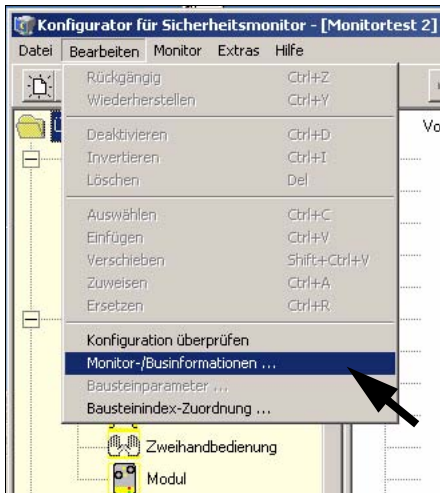 Konfigurator für Sicherheitsmonitor - [Monitortest 2]
Datei Bearbeiten Monitor Extras Hilfe
Rückgängig Ctrl+Z
Wiederherstellen Ctrl+Y
Deaktivieren Ctrl+D
Invertieren Ctrl+I
Löschen Del
Auswählen Ctrl+C
Einfügen Ctrl+V
Verschieben Shift+Ctrl+V
Zuweisen Ctrl+A
Ersetzen Ctrl+R
Konfiguration überprüfen
Monitor-/Businformationen ...
Bausteinparameter ...
Bausteinindex-Zuordnung ...
Zweihandbedienung
Modul